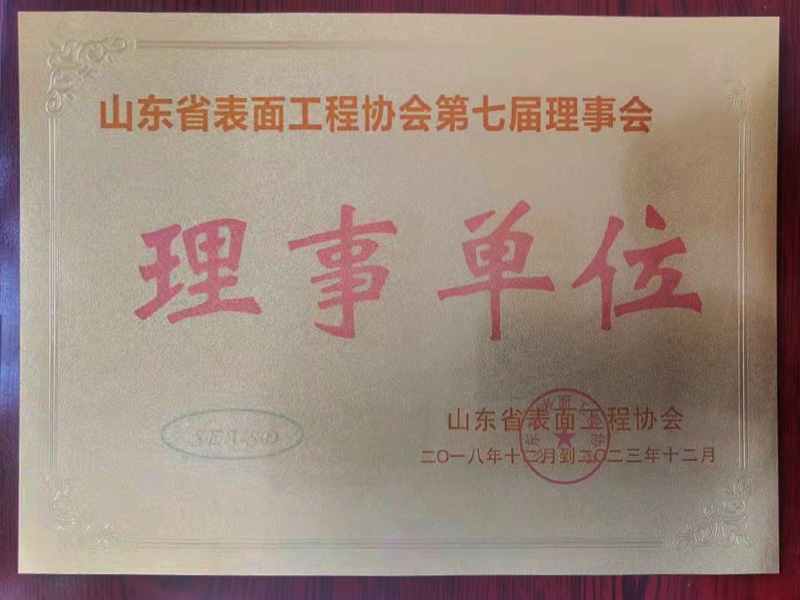 山东省表面工程协会第七届理事会
理事单位
SEA-SD
山东省表面工程协会
二〇一八年十二月到二〇二三年十二月